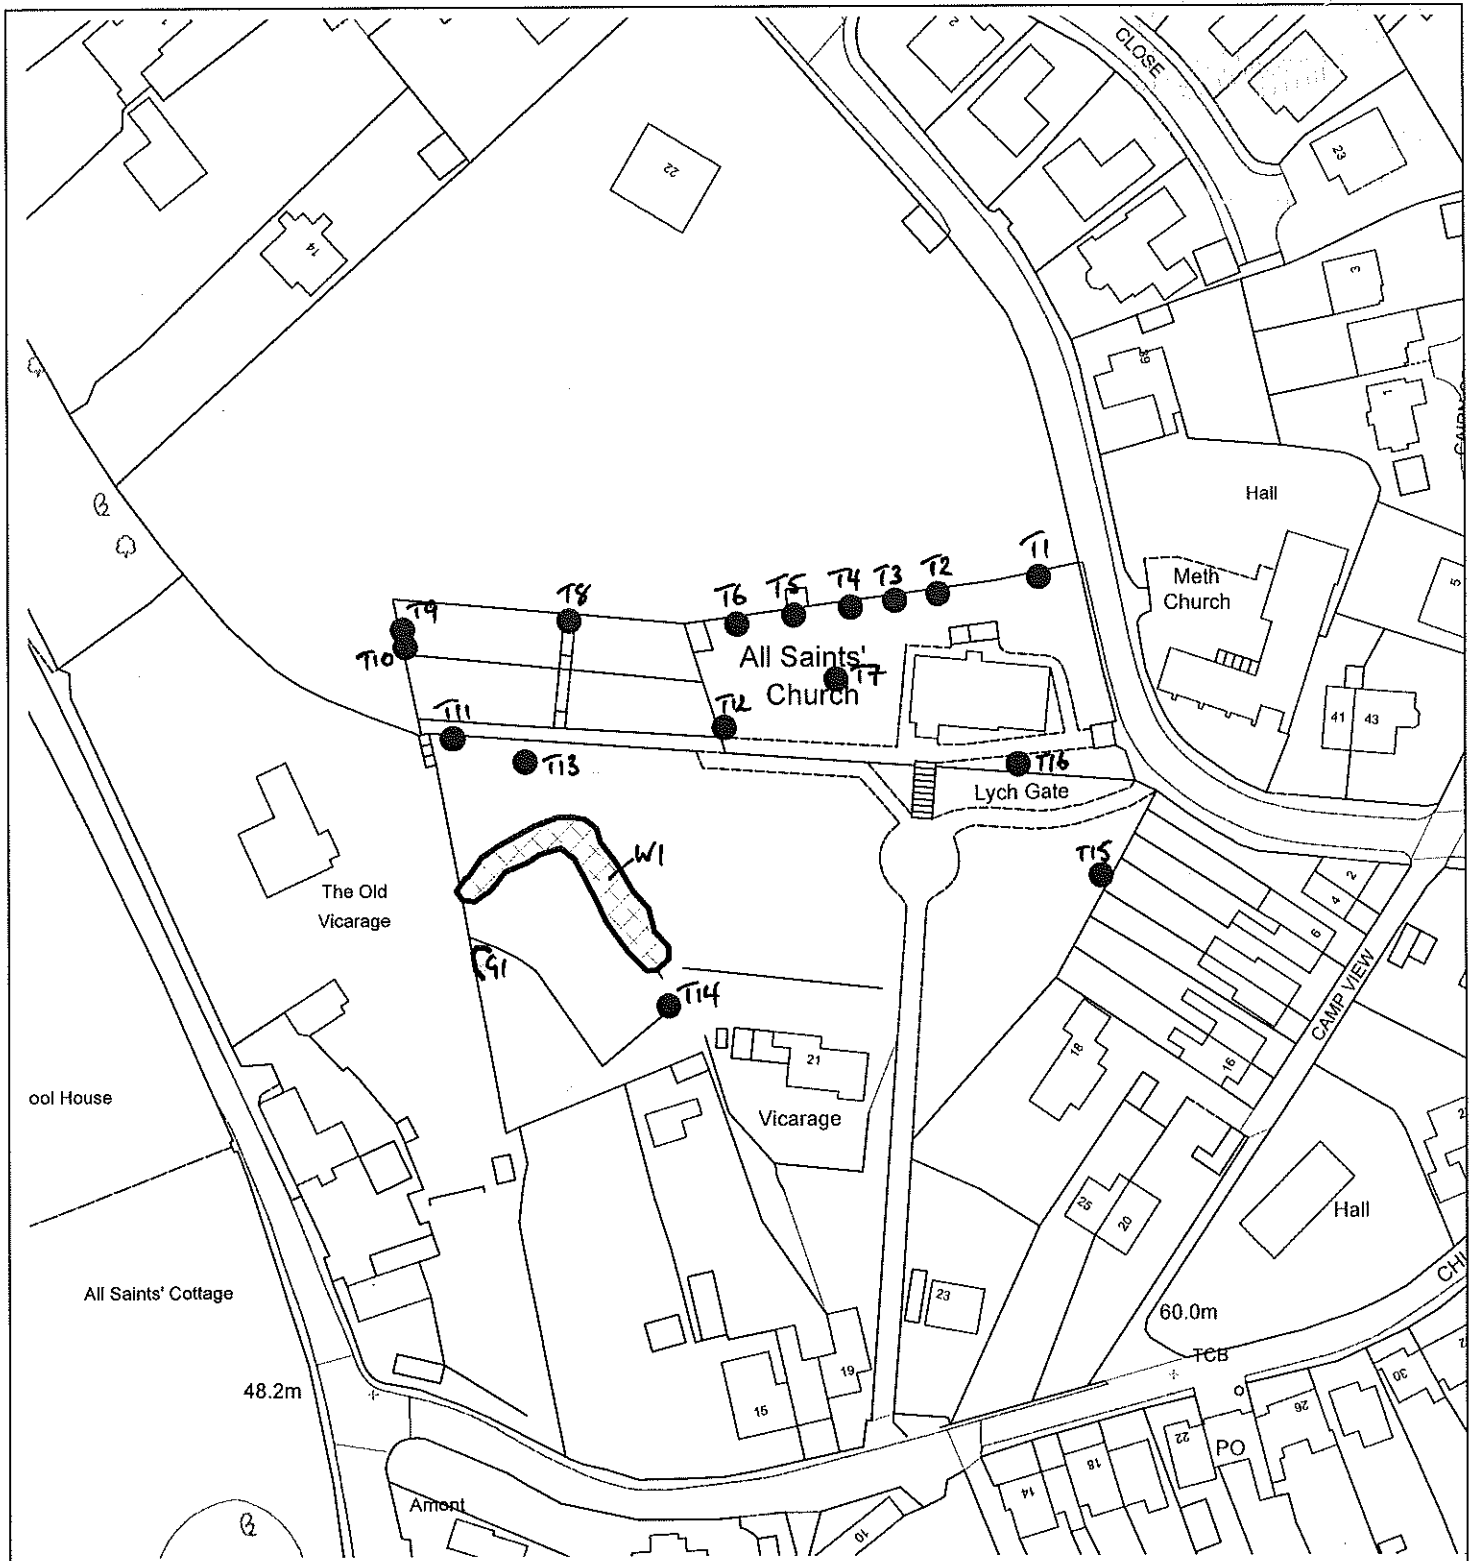 CLOSE
2
22
23
14
3
39
1
Hall
T1
T2
T3
T4
T5
T6
T8
T9
T10
Meth
Church
5
All Saints'
T7
Church
T12
T11
T13
T16
41 43
Lych Gate
W1
T15
2
4
6
The Old
Vicarage
G1
T14
CAMP VIEW
21
18
16
ool House
Vicarage
25
20
Hall
All Saints' Cottage
23
60.0m
CHU
TCB
48.2m
19
15
30
26
22
PO
18
14
Amont
10